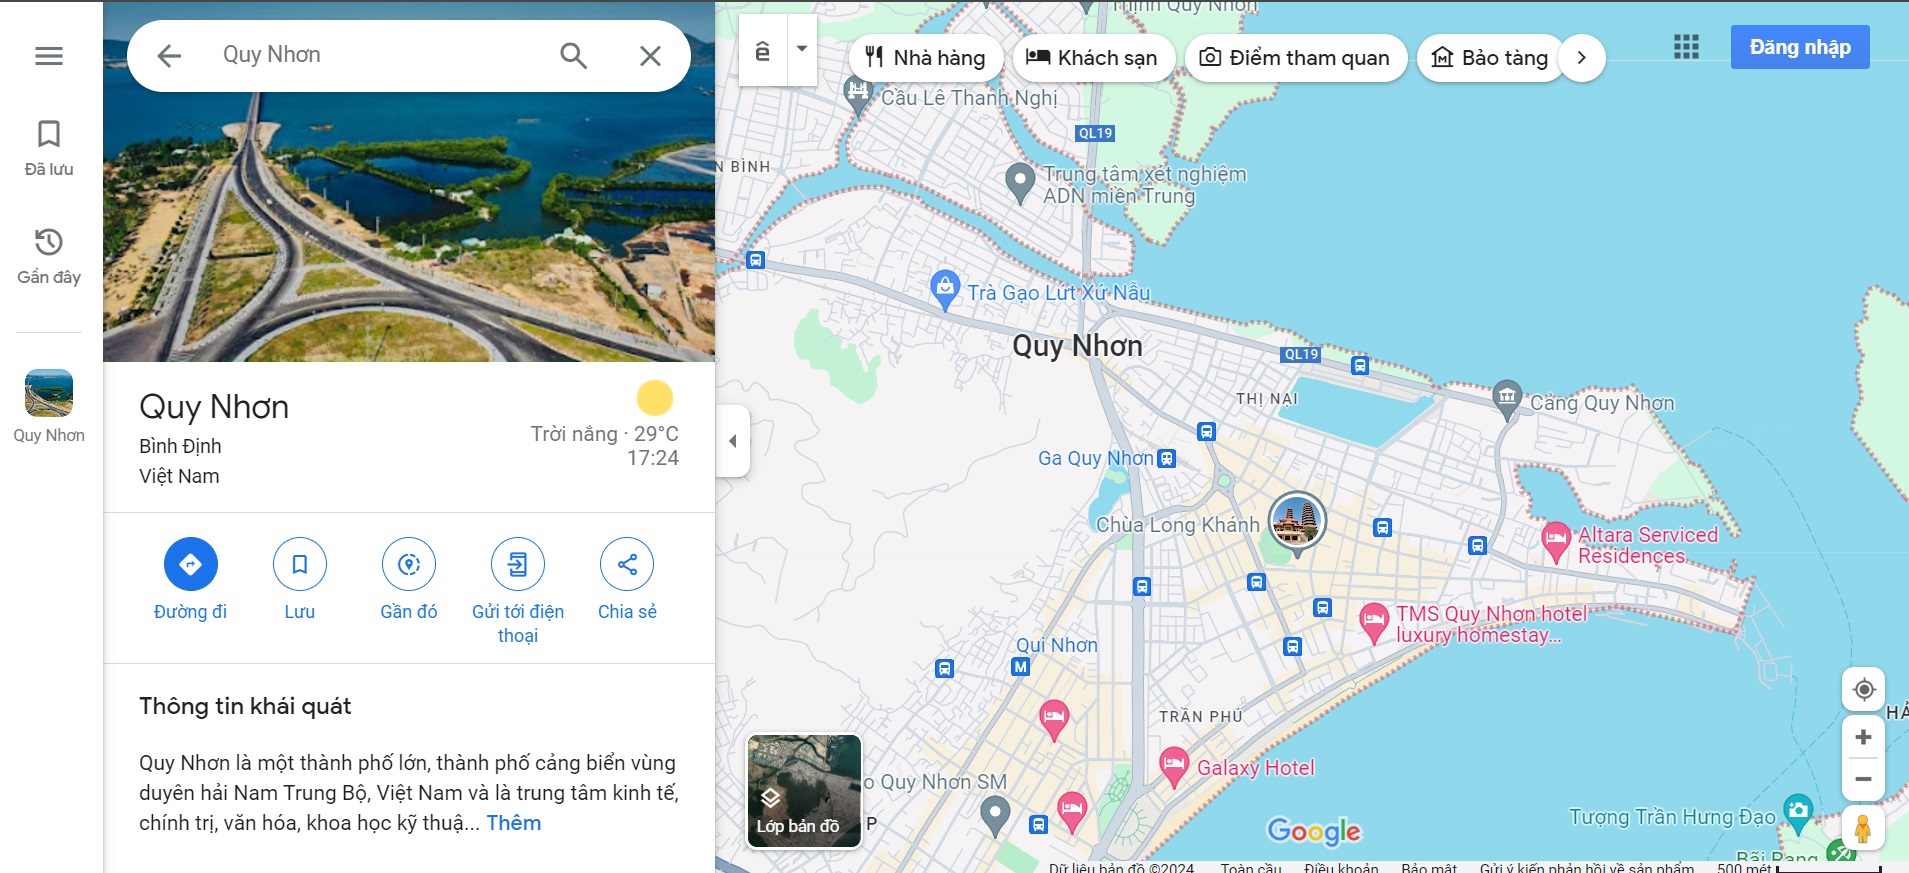 Quy Nhơn
Đã lưu
Gần đây
Quy Nhơn
Quy Nhơn
Bình Định
Việt Nam
Trời nắng · 29°C
17:24
Đường đi
Lưu
Gần đó
Gửi tới điện
thoại
Chia sẻ
Thông tin khái quát
Quy Nhơn là một thành phố lớn, thành phố cảng biển vùng
duyên hải Nam Trung Bộ, Việt Nam và là trung tâm kinh tế,
chính trị, văn hóa, khoa học kỹ thuậ... Thêm
ê
Nhà hàng
Khách sạn
Điểm tham quan
Bảo tàng
Đăng nhập
Thịnh Quy Nhơn
Cầu Lê Thanh Nghị
QL19
N BÌNH
Trung tâm xét nghiệm
ADN miền Trung
Trà Gạo Lứt Xứ Nẫu
Quy Nhơn
QL19
THỊ NẠI
Cảng Quy Nhơn
Ga Quy Nhơn
Chùa Long Khánh
Altara Serviced
Residences
TMS Quy Nhơn hotel
luxury homestay...
Qui Nhơn
M
TRẦN PHÚ
Galaxy Hotel
o Quy Nhơn SM
P
Lớp bản đồ
HẢ
Tượng Trần Hưng Đạo
Bãi Rạng
Google
Dữ liệu bản đồ ©2024
Toàn cầu
Điều khoản
Bảo mật
Gửi ý kiến phản hồi về sản phẩm
500 mét